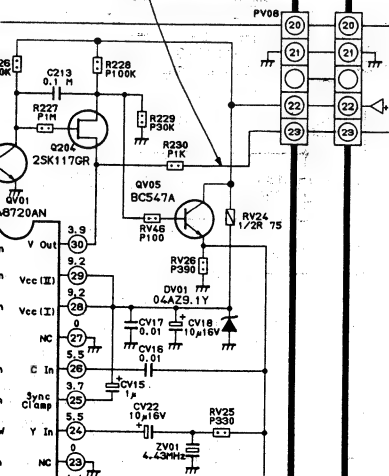 PV08
20 20
26
0K
C213
0.1 M
R228
P100K
21 21
R227
P1M
R229
P30K
22 22
Q204
2SK117GR
R230
P1K
23 23
QV01
AB720AN
QV05
BC547A
RV46
P100
RV24
1/2R 75
3.9
V Out 30
RV26
P390
9.2
Vcc(II) 29
DV01
04AZ9.1Y
9.2
Vcc(I) 28
0
NC 27
CV17
0.01
CV18
10μ16V
5.5
C In 26
CV16
0.01
3.7
Sync
Clamp 25
CV15
1μ
5.5
Y In 24
CV22
10μ16V
RV25
P330
ZV01
4.43MHz
0
NC 23